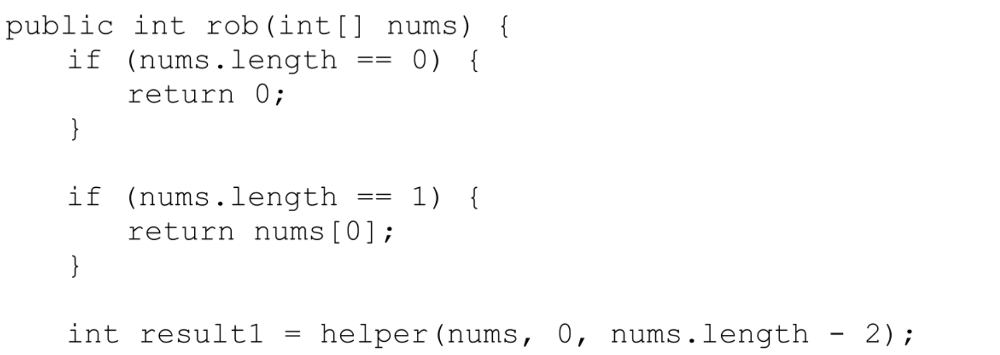 public int rob(int[] nums) {
    if (nums.length == 0) {
        return 0;
    }

    if (nums.length == 1) {
        return nums[0];
    }

    int result1 = helper(nums, 0, nums.length - 2);